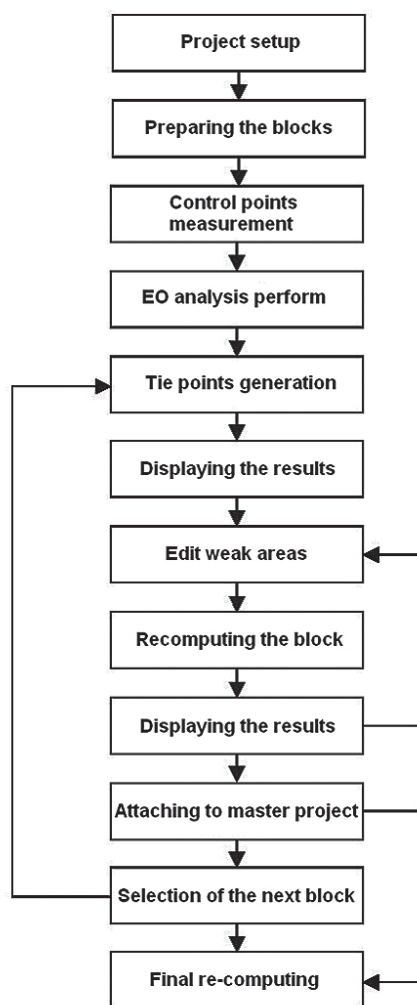 Project setup
Preparing the blocks
Control points
measurement
EO analysis perform
Tie points generation
Displaying the results
Edit weak areas
Recomputing the block
Displaying the results
Attaching to master project
Selection of the next block
Final re-computing